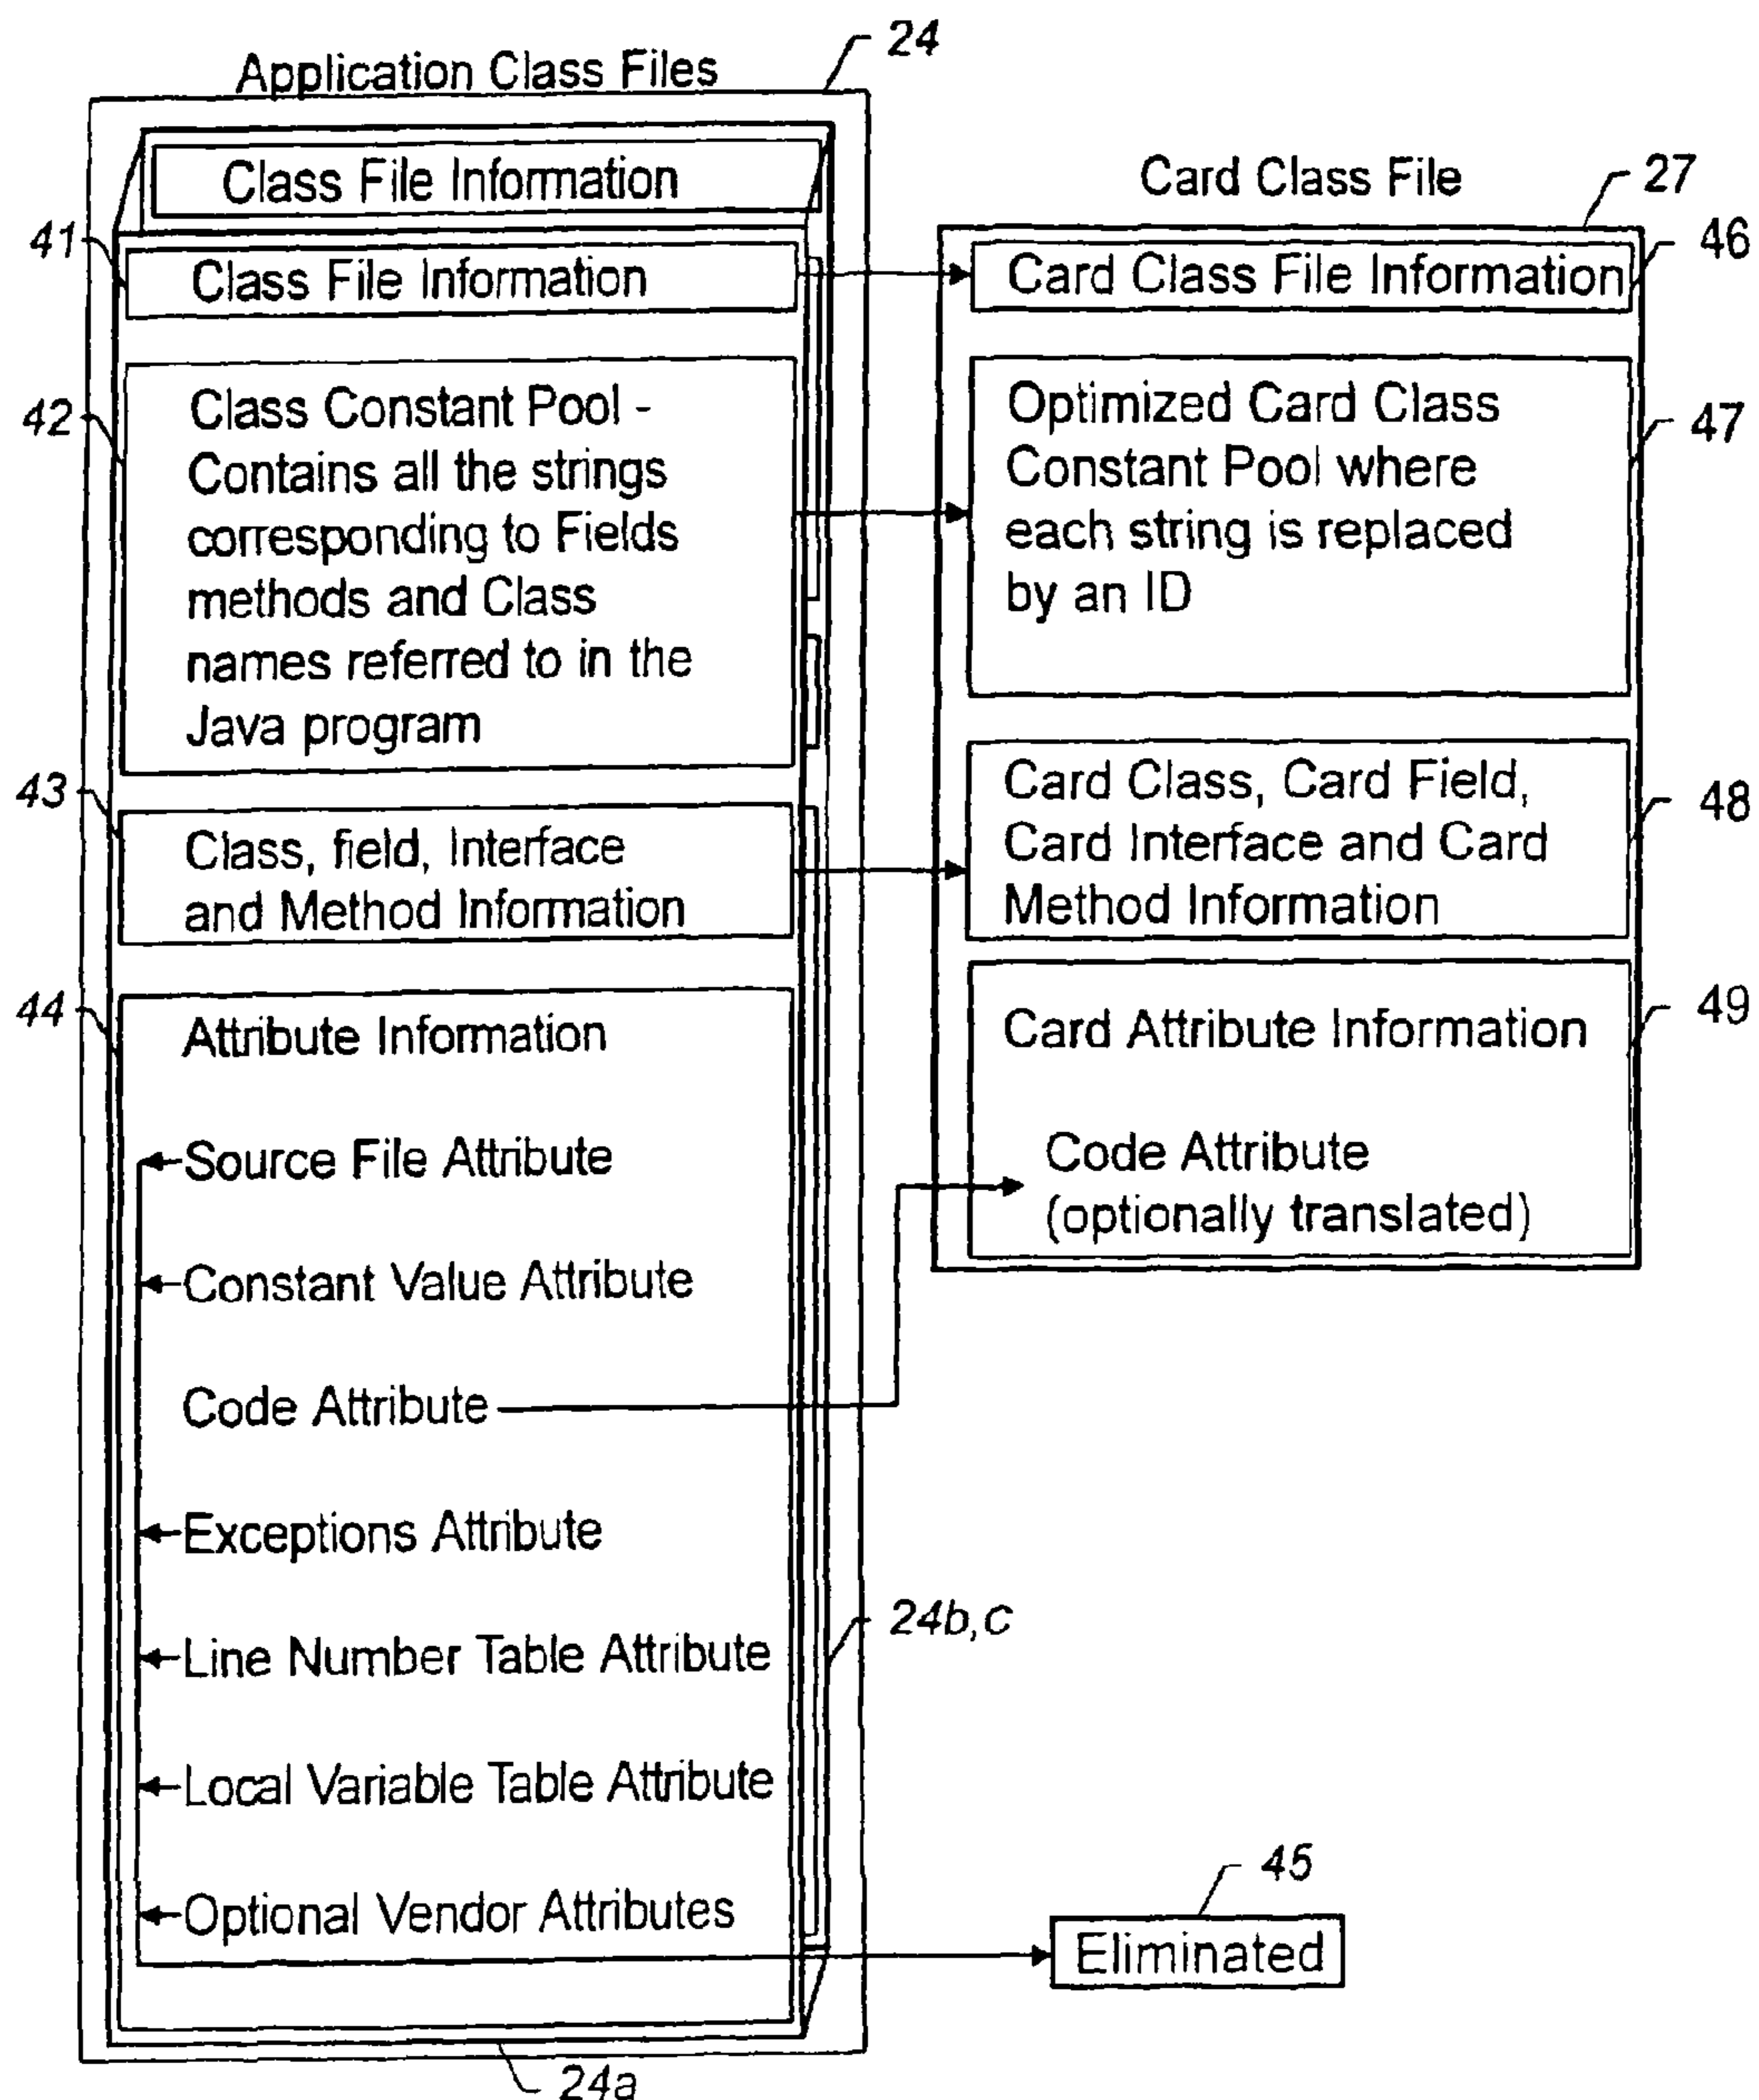 24
Application Class Files
Class File Information
Card Class File
27
41
Class File Information
Card Class File Information
46
42
Class Constant Pool -
Contains all the strings
corresponding to Fields
methods and Class
names referred to in the
Java program
Optimized Card Class
Constant Pool where
each string is replaced
by an ID
47
43
Class, field, Interface
and Method Information
Card Class, Card Field,
Card Interface and Card
Method Information
48
44
Attribute Information
Source File Attribute
Constant Value Attribute
Code Attribute
Exceptions Attribute
Line Number Table Attribute
Local Variable Table Attribute
Optional Vendor Attributes
Card Attribute Information
Code Attribute
(optionally translated)
49
24b,c
45
Eliminated
24a